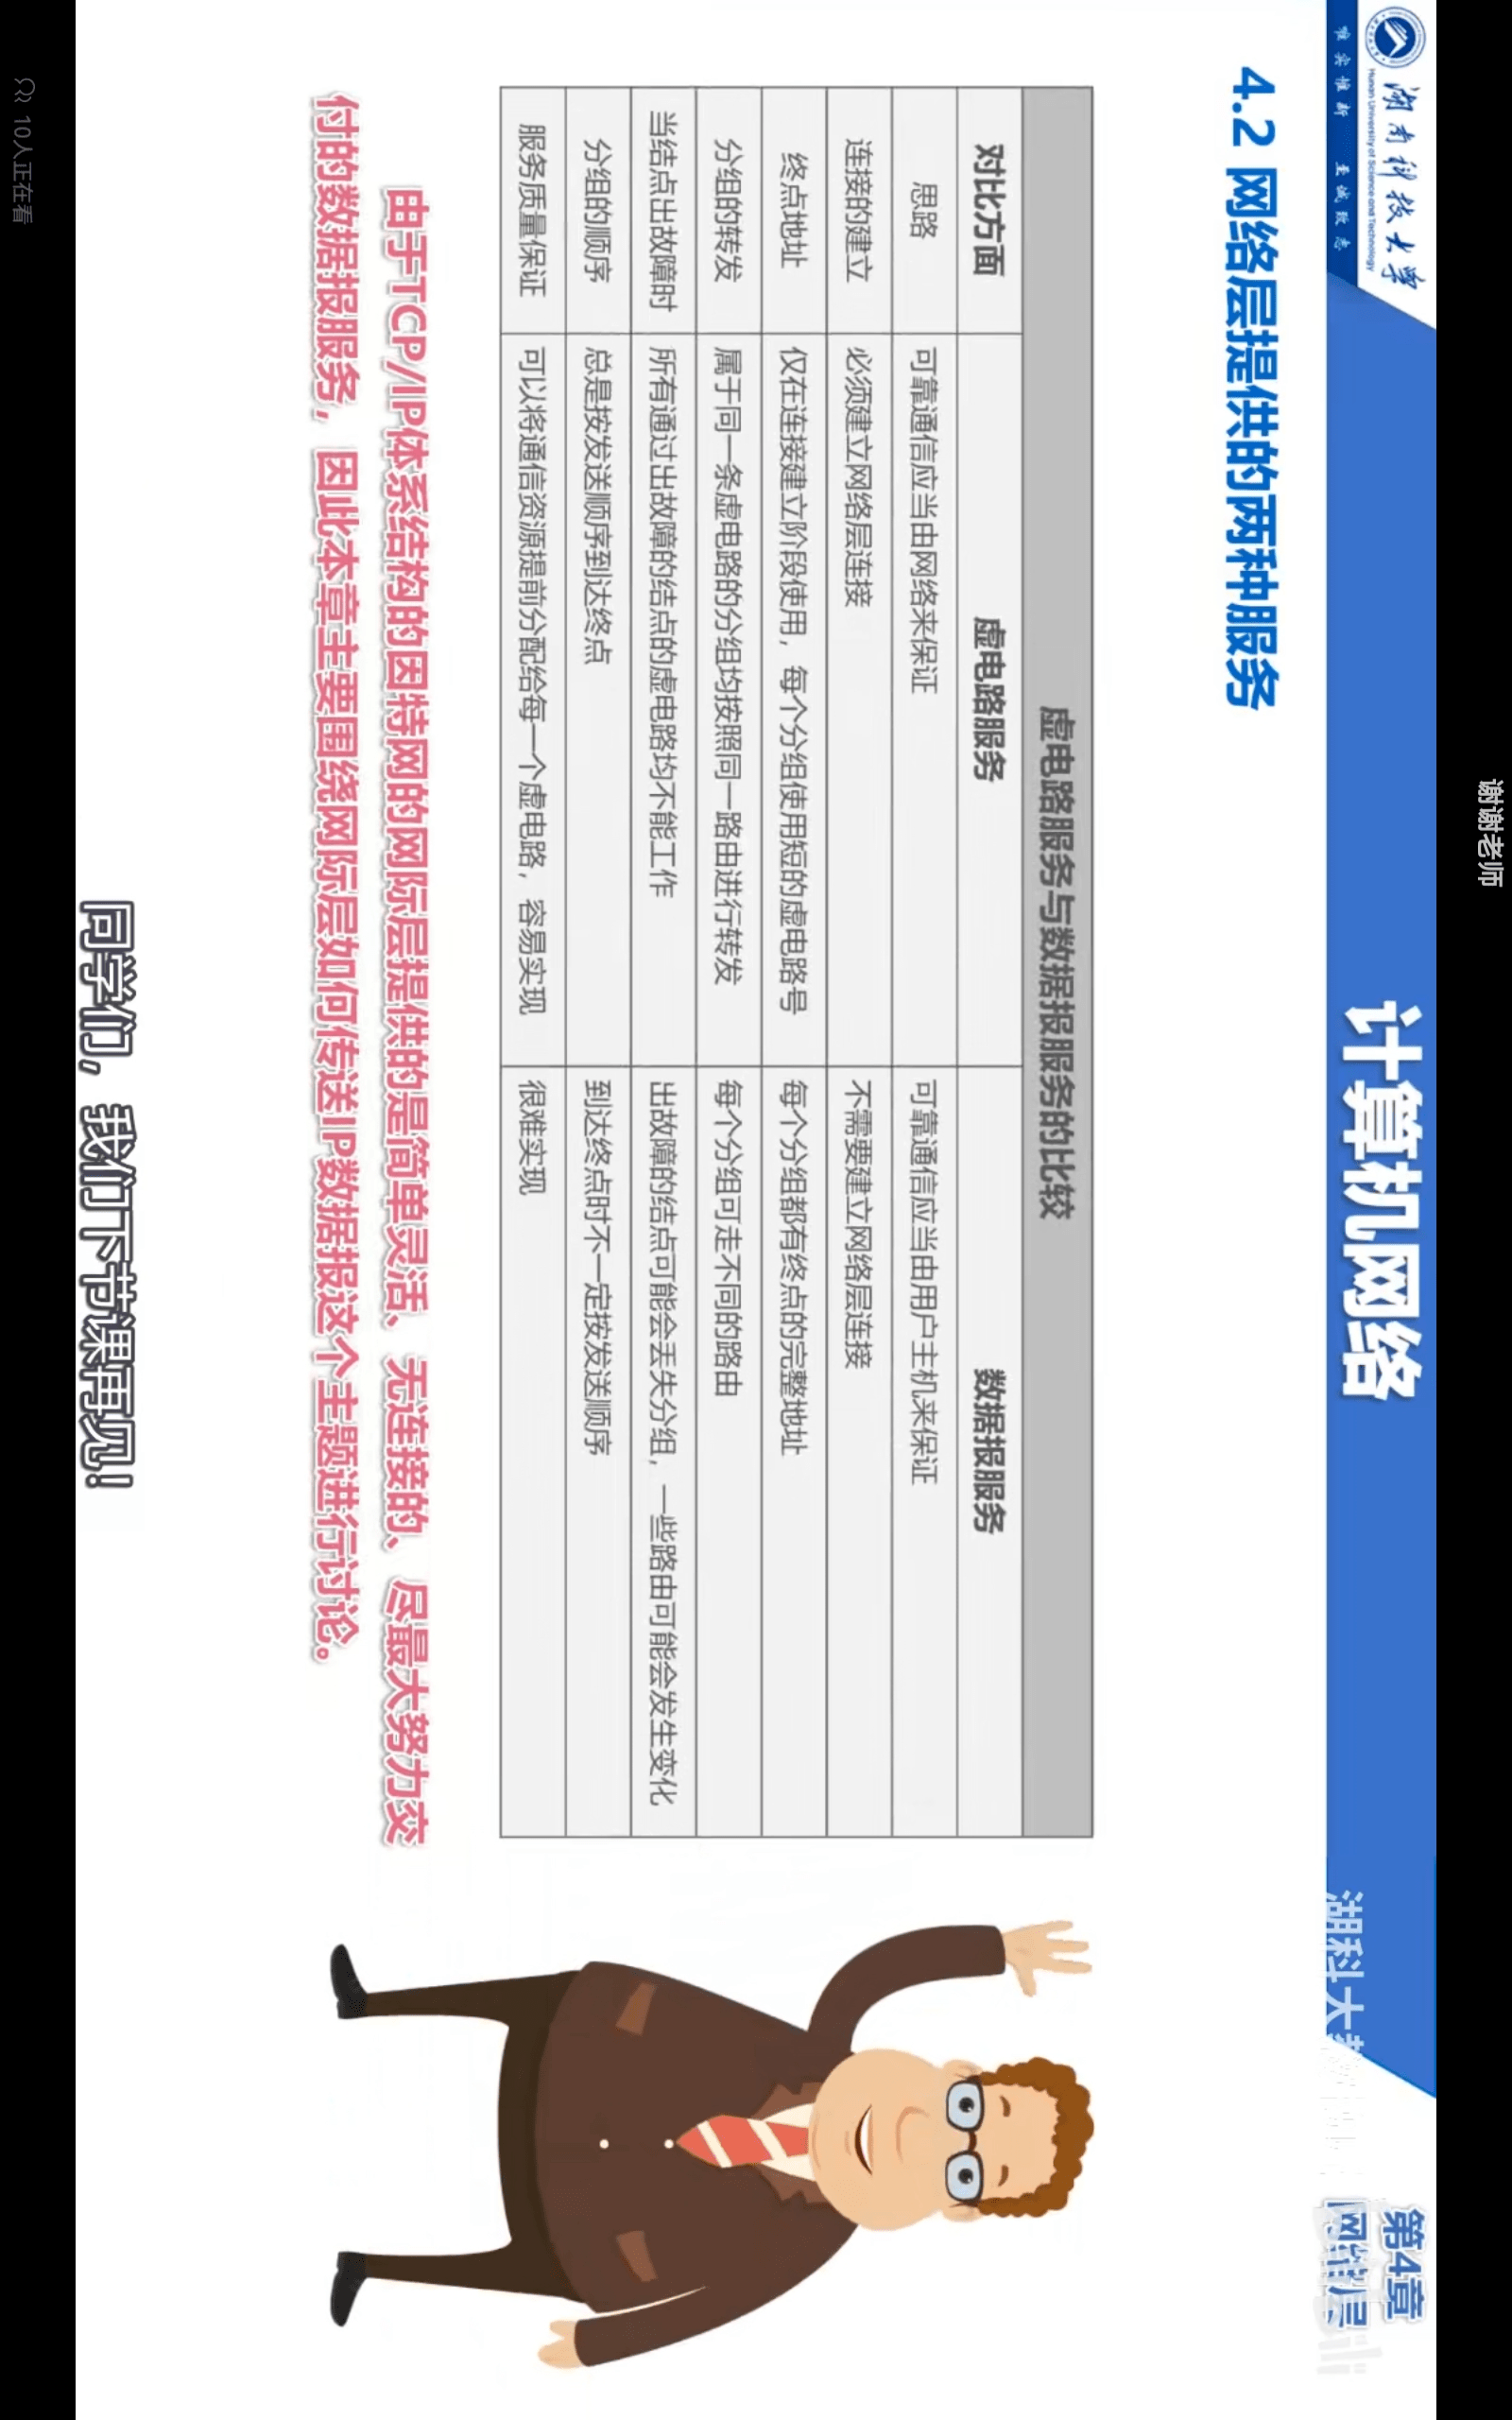 谢谢老师
湖南科技大学
Hunan University of Science and Technology
唯实惟新 至诚致志
计算机网络
第4章
网络层
湖科大教
4.2 网络层提供的两种服务
虚电路服务与数据报服务的比较
对比方面 虚电路服务 数据报服务
思路 可靠通信应当由网络来保证 可靠通信应当由用户主机来保证
连接的建立 必须建立网络层连接 不需要建立网络层连接
终点地址 仅在连接建立阶段使用，每个分组使用短的虚电路号 每个分组都有终点的完整地址
分组的转发 属于同一条虚电路的分组均按照同一路由进行转发 每个分组可走不同的路由
当结点出故障时 所有通过出故障的结点的虚电路均不能工作 出故障的结点可能会丢失分组，一些路由可能会发生变化
分组的顺序 总是按发送顺序到达终点 到达终点时不一定按发送顺序
服务质量保证 可以将通信资源提前分配给每一个虚电路，容易实现 很难实现
由于TCP/IP体系结构的因特网的网际层提供的是简单灵活、无连接的、尽最大努力交
付的数据报服务，因此本章主要围绕网际层如何传送IP数据报这个主题进行讨论。
同学们，我们下节课再见！
10人正在看